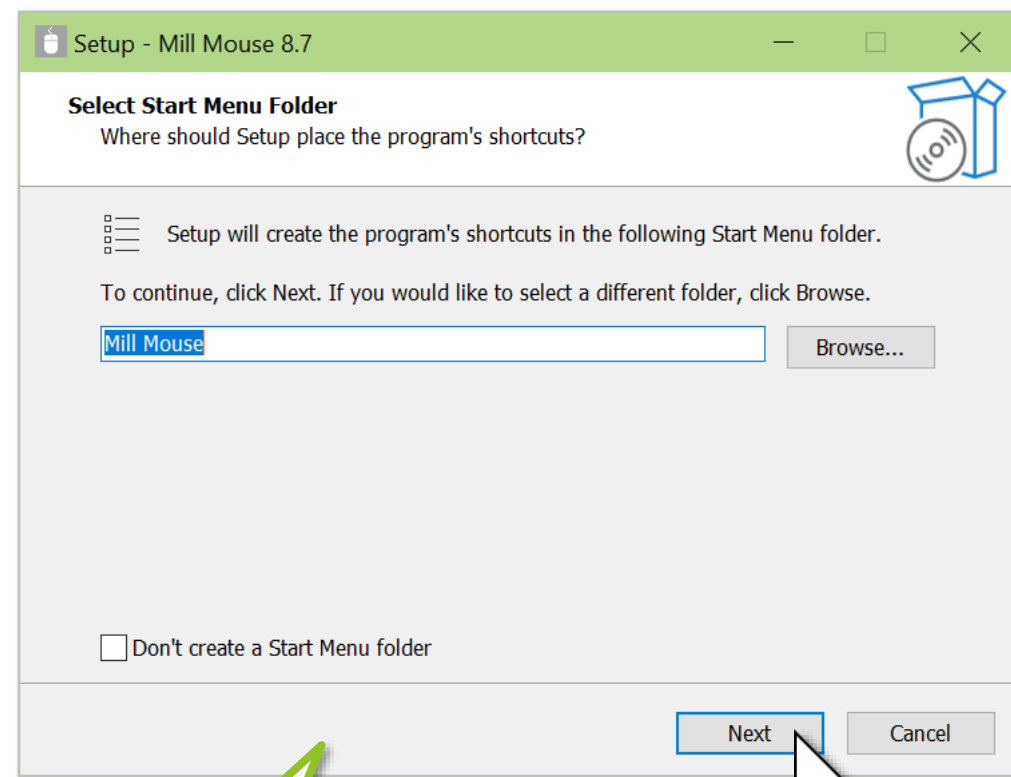 Setup - Mill Mouse 8.7
Select Start Menu Folder
Where should Setup place the program's shortcuts?
Setup will create the program's shortcuts in the following Start Menu folder.
To continue, click Next. If you would like to select a different folder, click Browse.
Mill Mouse
Browse...
Don't create a Start Menu folder
Next
Cancel